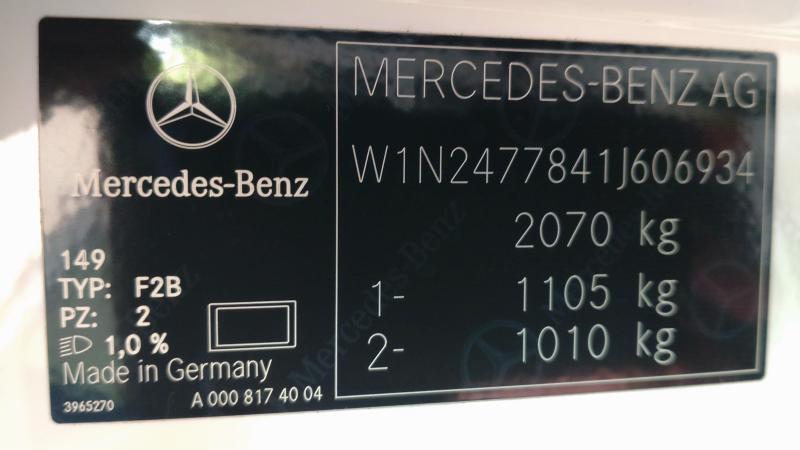 Mercedes-Benz
149
TYP: F2B
PZ: 2
1,0 %
Made in Germany
3965270
A 000 817 40 04
MERCEDES-BENZ AG
W1N2477841J606934
2070 kg
1- 1105 kg
2- 1010 kg